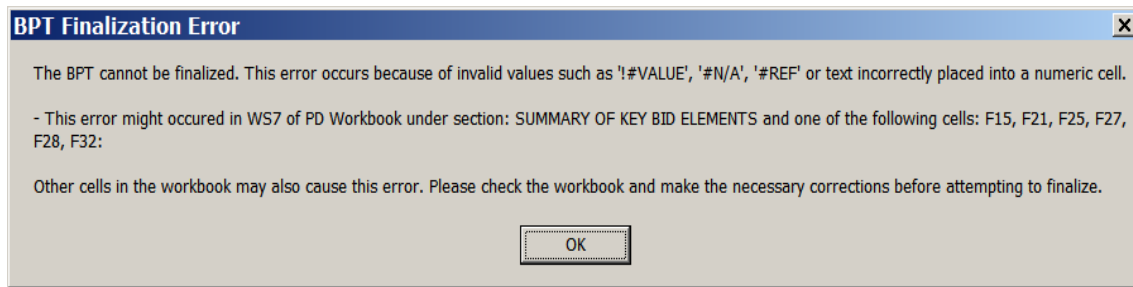 BPT Finalization Error
The BPT cannot be finalized. This error occurs because of invalid values such as '!#VALUE', '#N/A', '#REF' or text incorrectly placed into a numeric cell.
- This error might occured in WS7 of PD Workbook under section: SUMMARY OF KEY BID ELEMENTS and one of the following cells: F15, F21, F25, F27,
F28, F32:
Other cells in the workbook may also cause this error. Please check the workbook and make the necessary corrections before attempting to finalize.
OK